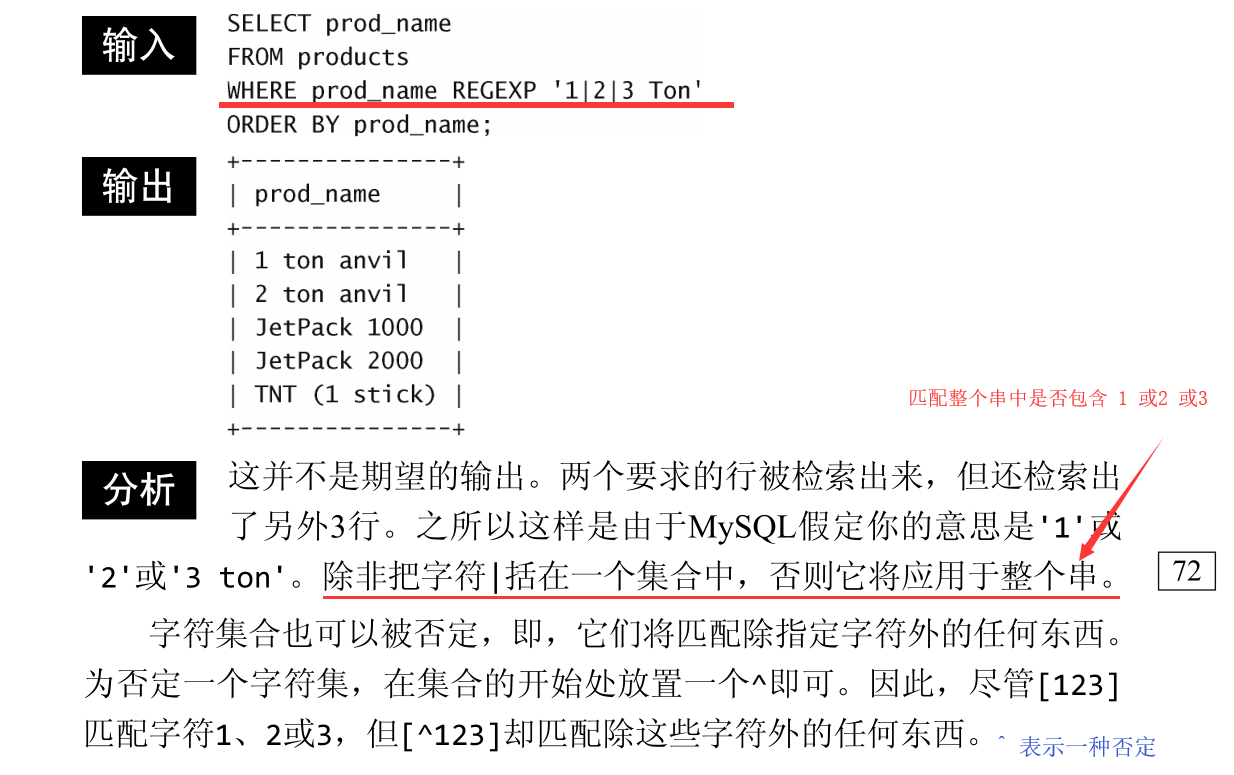 输入
SELECT prod_name
FROM products
WHERE prod_name REGEXP '1|2|3 Ton'
ORDER BY prod_name;
输出
+---------------+
| prod_name     |
+---------------+
| 1 ton anvil   |
| 2 ton anvil   |
| JetPack 1000  |
| JetPack 2000  |
| TNT (1 stick) |
+---------------+
匹配整个串中是否包含 1 或2 或3
分析
这并不是期望的输出。两个要求的行被检索出来，但还检索出
了另外3行。之所以这样是由于MySQL假定你的意思是'1'或
'2'或'3 ton'。除非把字符|括在一个集合中，否则它将应用于整个串。
72
字符集合也可以被否定，即，它们将匹配除指定字符外的任何东西。
为否定一个字符集，在集合的开始处放置一个^即可。因此，尽管[123]
匹配字符1、2或3，但[^123]却匹配除这些字符外的任何东西。
^ 表示一种否定